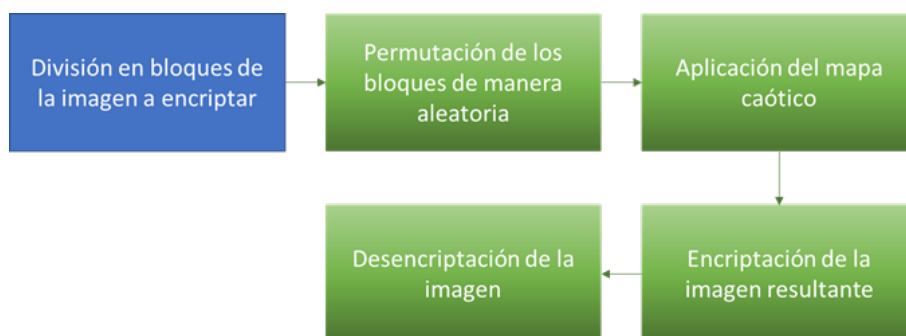 División en bloques de
la imagen a encriptar
Permutación de los
bloques de manera
aleatoria
Aplicación del mapa
caótico
Encriptación de la
imagen resultante
Desencriptación de la
imagen